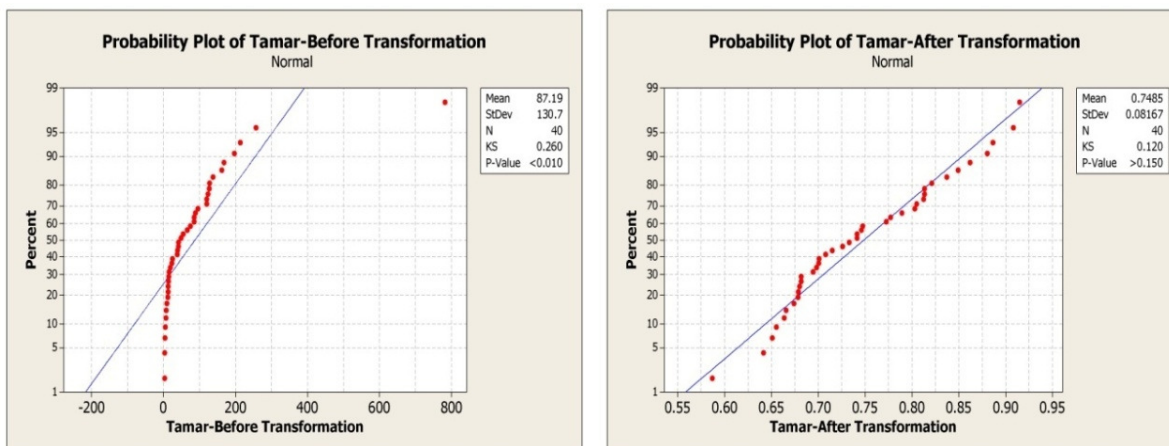 Probability Plot of Tamar-Before Transformation
Normal
99
95
90
80
70
60
50
40
30
20
10
5
1
Percent
-200 0 200 400 600 800
Tamar-Before Transformation
Mean 87.19
StDev 130.7
N 40
KS 0.260
P-Value <0.010
Probability Plot of Tamar-After Transformation
Normal
99
95
90
80
70
60
50
40
30
20
10
5
1
Percent
0.55 0.60 0.65 0.70 0.75 0.80 0.85 0.90 0.95
Tamar-After Transformation
Mean 0.7485
StDev 0.08167
N 40
KS 0.120
P-Value >0.150